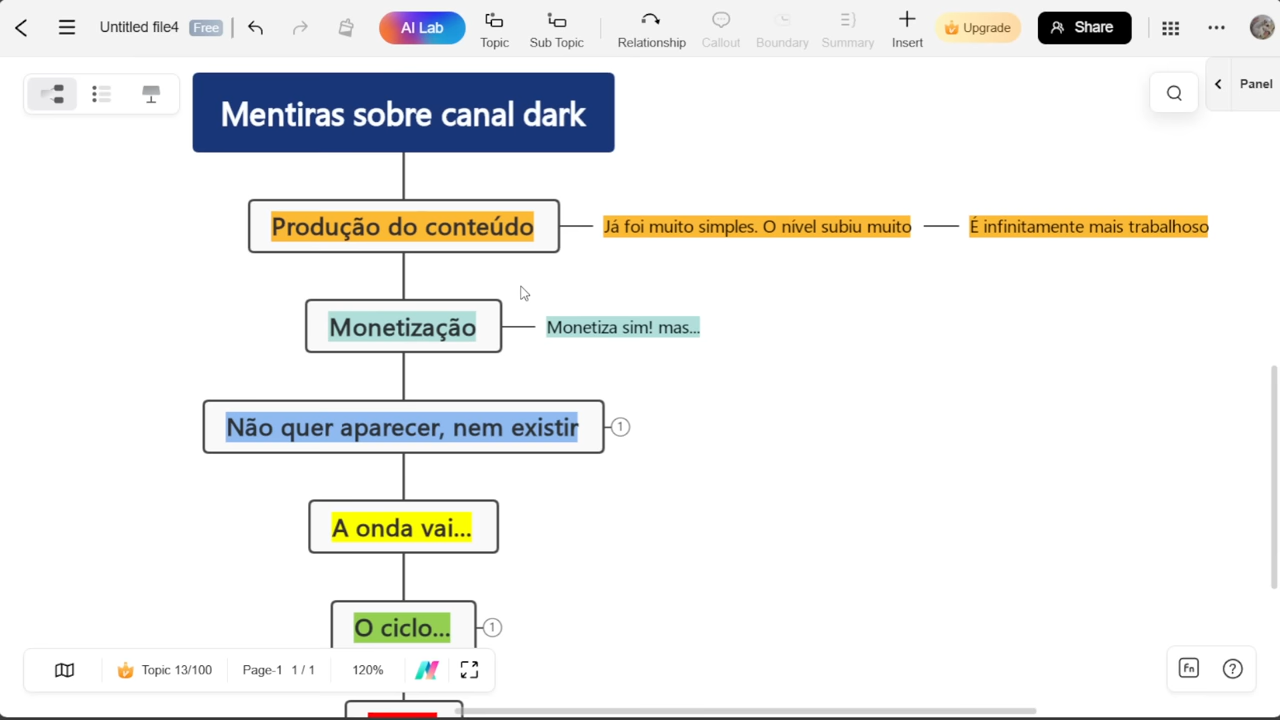 Untitled file4 Free AI Lab Topic Sub Topic Relationship Callout Boundary Summary Insert Upgrade Share
Panel
Mentiras sobre canal dark
Produção do conteúdo Já foi muito simples. O nível subiu muito É infinitamente mais trabalhoso
Monetização Monetiza sim! mas...
Não quer aparecer, nem existir 1
A onda vai...
O ciclo... 1
Topic 13/100 Page-1 1 / 1 120% Fn ?